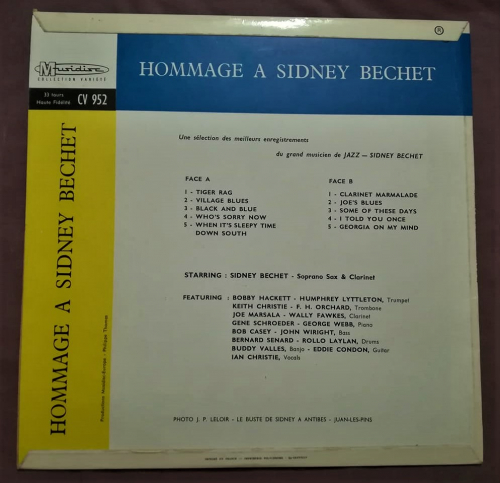 Musidisc
COLLECTION VARIÉTÉ
33 tours
Haute Fidélité CV 952
HOMMAGE A SIDNEY BECHET
®
HOMMAGE A SIDNEY BECHET
Productions Musidisc-Europe - Philippe Thomas
Une sélection des meilleurs enregistrements
du grand musicien de JAZZ — SIDNEY BECHET
FACE A
1 - TIGER RAG
2 - VILLAGE BLUES
3 - BLACK AND BLUE
4 - WHO'S SORRY NOW
5 - WHEN IT'S SLEEPY TIME
DOWN SOUTH
FACE B
1 - CLARINET MARMALADE
2 - JOE'S BLUES
3 - SOME OF THESE DAYS
4 - I TOLD YOU ONCE
5 - GEORGIA ON MY MIND
STARRING : SIDNEY BECHET - Soprano Sax & Clarinet
FEATURING : BOBBY HACKETT - HUMPHREY LYTTLETON, Trumpet
KEITH CHRISTIE - F. H. ORCHARD, Trombone
JOE MARSALA - WALLY FAWKES, Clarinet
GENE SCHROEDER - GEORGE WEBB, Piano
BOB CASEY - JOHN WIRIGHT, Bass
BERNARD SENARD - ROLLO LAYLAN, Drums
BUDDY VALLES, Banjo - EDDIE CONDON, Guitar
IAN CHRISTIE, Vocals
PHOTO J. P. LELOIR - LE BUSTE DE SIDNEY A ANTIBES - JUAN-LES-PINS